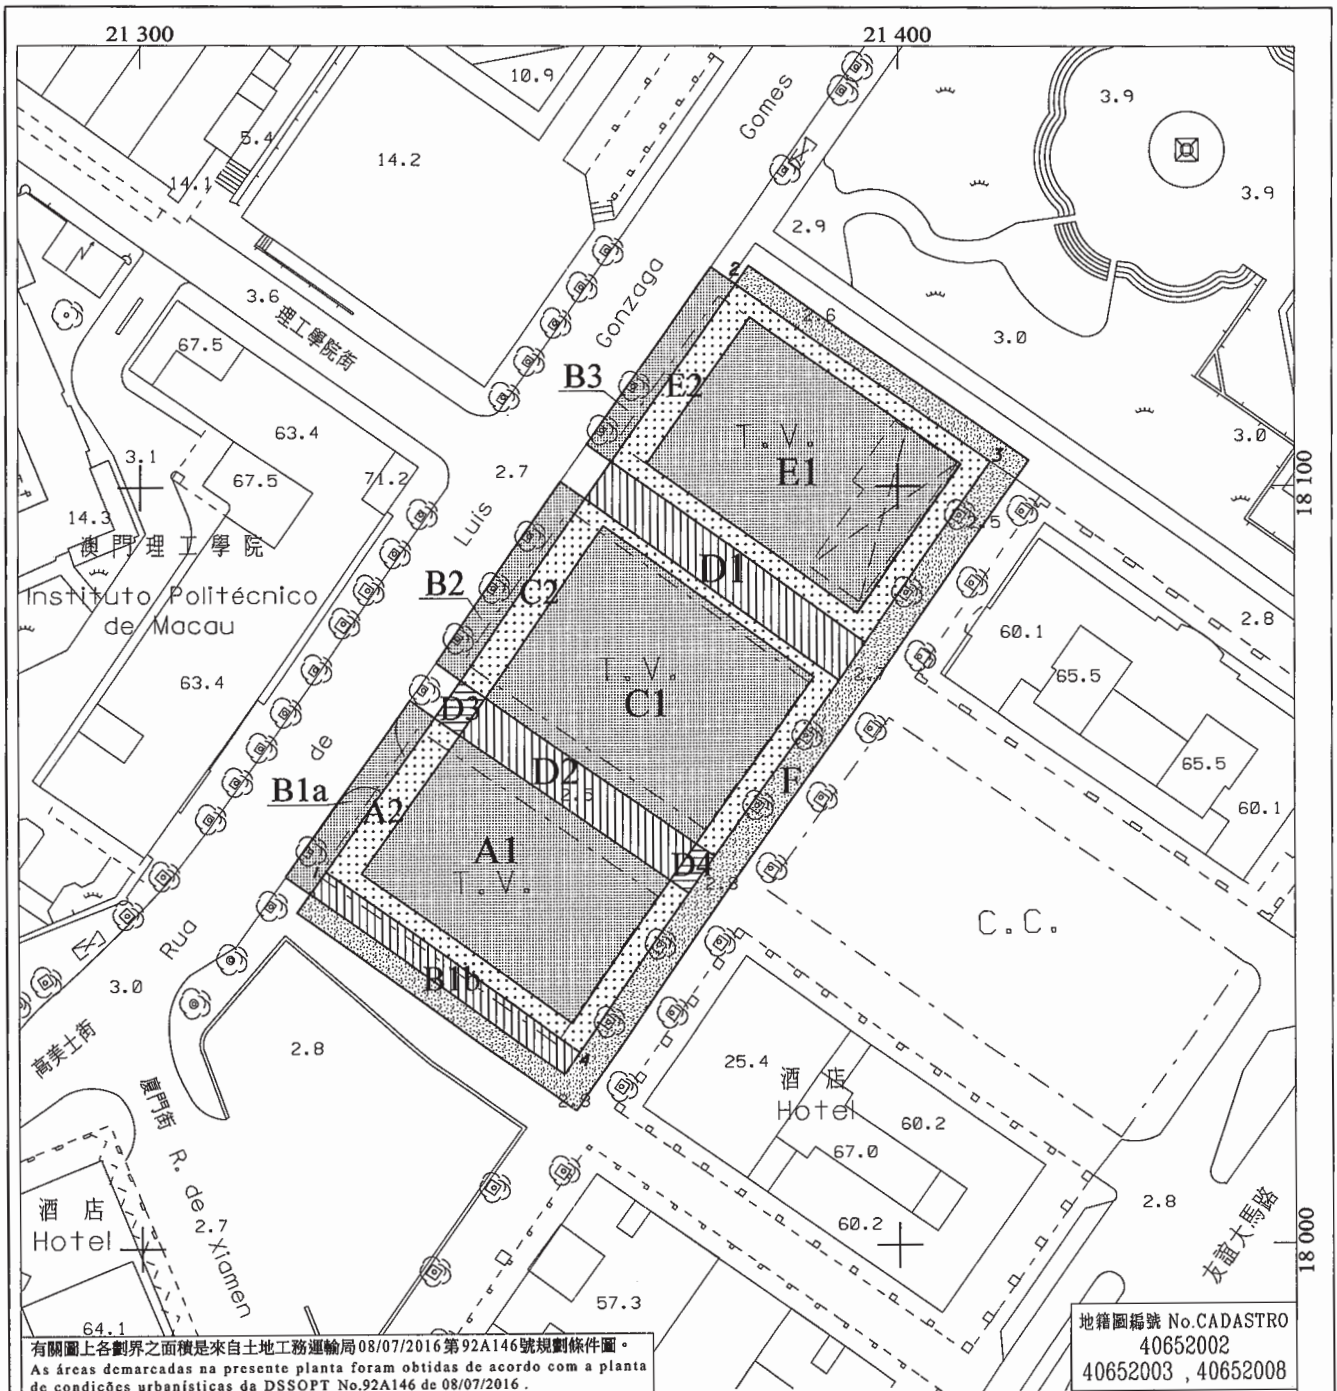 21 300
21 400
10.9
Gomes
3.9
5.4
14.2
14.1
3.9
2.9
2
Gonzaga
3.6
理工學院街
2.6
3.0
67.5
B3
E2
63.4
T.V.
3.0
3.1
67.5
71.2
2.7
E1
3
18 100
14.3
Luís
2.5
澳門理工學院
D1
Instituto Politécnico
de Macau
B2
C2
60.1
2.8
63.4
T.V.
C1
65.5
D3
de
D2
F
65.5
B1a
A2
60.1
A1
T.V.
D4
2.8
1
C.C.
Rua
3.0
B1b
高美士街
2.8
4
25.4
酒店
Hotel
廈門街 R. de Xiamen
60.2
67.0
酒店
Hotel
2.7
60.2
2.8
友誼大馬路
18 000
57.3
64.1
有關圖上各劃界之面積是來自土地工務運輸局08/07/2016第92A146號規劃條件圖。
As áreas demarcadas na presente planta foram obtidas de acordo com a planta
de condições urbanísticas da DSSOPT No.92A146 de 08/07/2016 .
地籍圖編號 No.CADASTRO
40652002
40652003 , 40652008